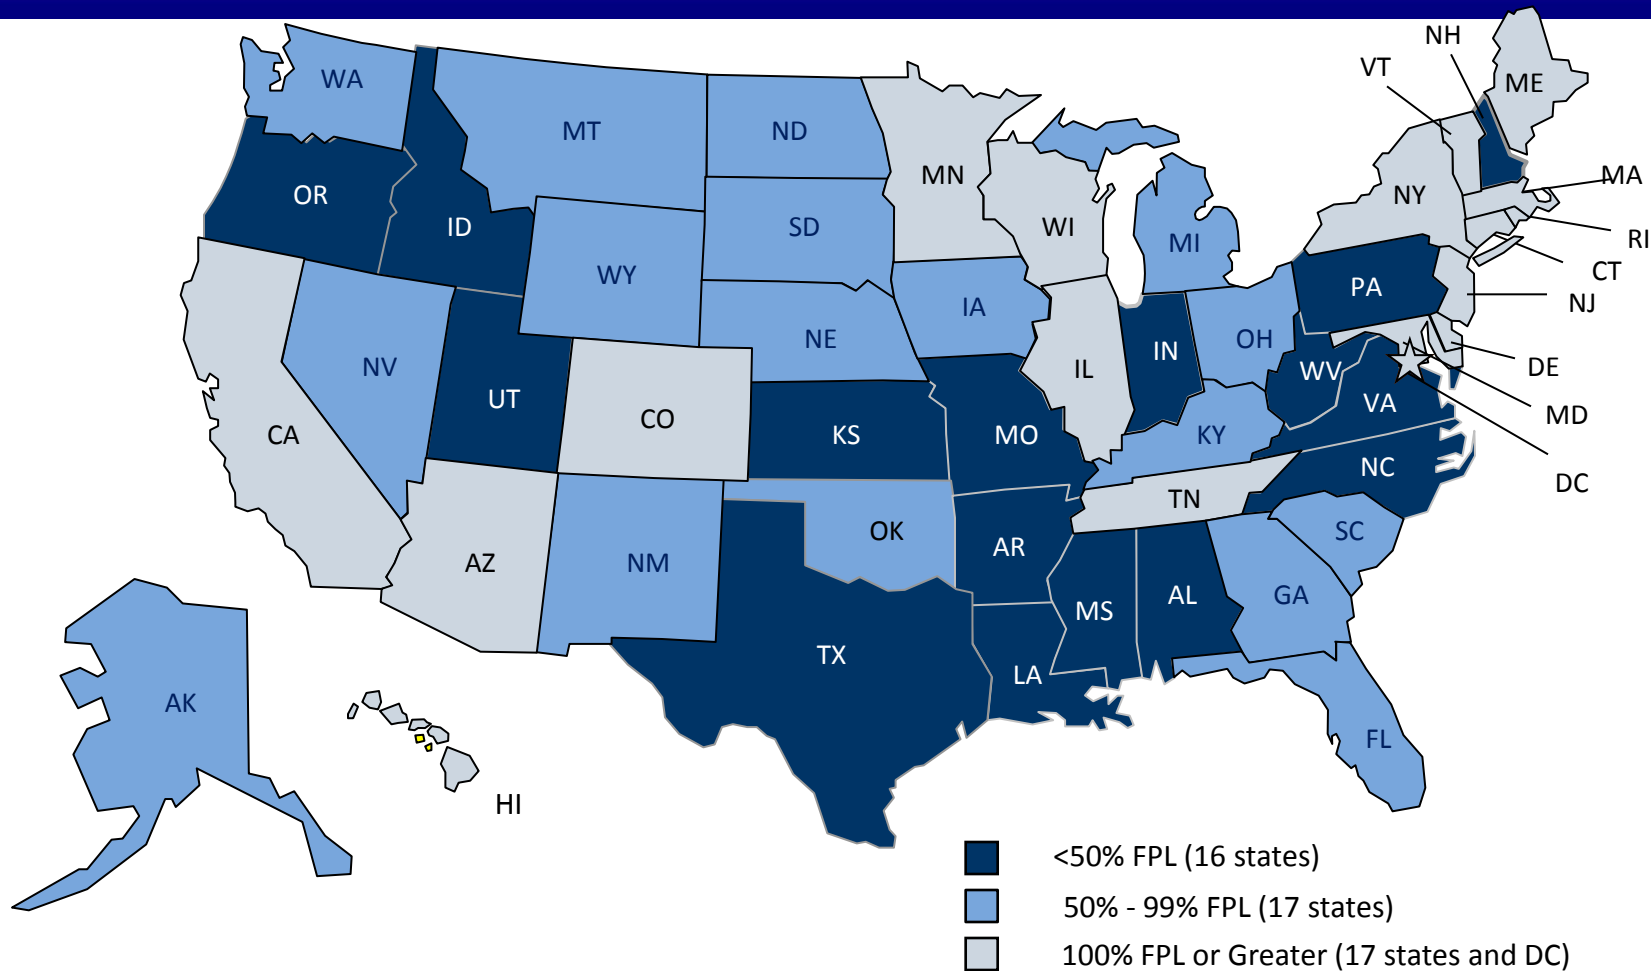 NH
VT
ME
WA
MT
ND
MN
OR
ID
SD
WI
MI
NY
MA
RI
CT
NJ
WY
IA
NE
PA
NV
UT
CO
IL
IN
OH
WV
VA
DE
MD
DC
CA
KS
MO
KY
NC
TN
AZ
NM
OK
AR
SC
MS
AL
GA
TX
LA
AK
FL
HI
<50% FPL (16 states)
50% - 99% FPL (17 states)
100% FPL or Greater (17 states and DC)